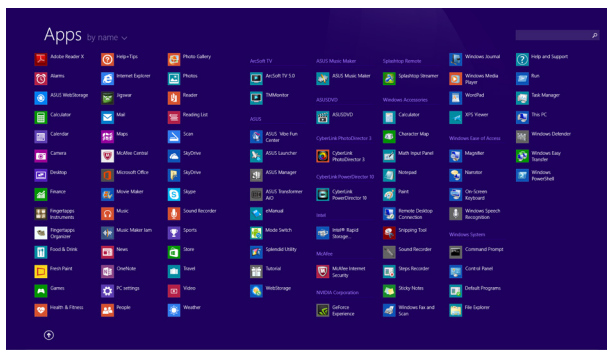 Apps by name
Adobe Reader X
Alarms
ASUS WebStorage
Calculator
Calendar
Camera
Desktop
Finance
Fingertapps
Instruments
Fingertapps
Organizer
Food & Drink
Fresh Paint
Games
Health & Fitness
Help+Tips
Internet Explorer
Jigswar
Mail
Maps
McAfee Central
Microsoft Office
Movie Maker
Music
Music Maker Jam
News
OneNote
PC settings
People
Photo Gallery
Photos
Reader
Reading List
Scan
SkyDrive
SkyDrive
Skype
Sound Recorder
Sports
Store
Travel
Video
Weather
ArcSoft TV
ArcSoft TV 5.0
TMMonitor
ASUS
ASUS Vibe Fun
Center
ASUS Launcher
ASUS Manager
ASUS Transformer
AiO
eManual
Mode Switch
Splendid Utility
Tutorial
WebStorage
ASUS Music Maker
ASUS Music Maker
ASUSDVD
ASUSDVD
CyberLink PhotoDirector 3
CyberLink
PhotoDirector 3
CyberLink PowerDirector 10
CyberLink
PowerDirector 10
Intel
Intel® Rapid
Storage...
McAfee
McAfee Internet
Security
NVIDIA Corporation
GeForce
Experience
Splashtop Remote
Splashtop Streamer
Windows Accessories
Calculator
Character Map
Math Input Panel
Notepad
Paint
Remote Desktop
Connection
Snipping Tool
Sound Recorder
Steps Recorder
Sticky Notes
Windows Fax and
Scan
Windows Journal
Windows Media
Player
WordPad
XPS Viewer
Windows Ease of Access
Magnifier
Narrator
On-Screen
Keyboard
Windows Speech
Recognition
Windows System
Command Prompt
Control Panel
Default Programs
File Explorer
Help and Support
Run
Task Manager
This PC
Windows Defender
Windows Easy
Transfer
Windows
PowerShell